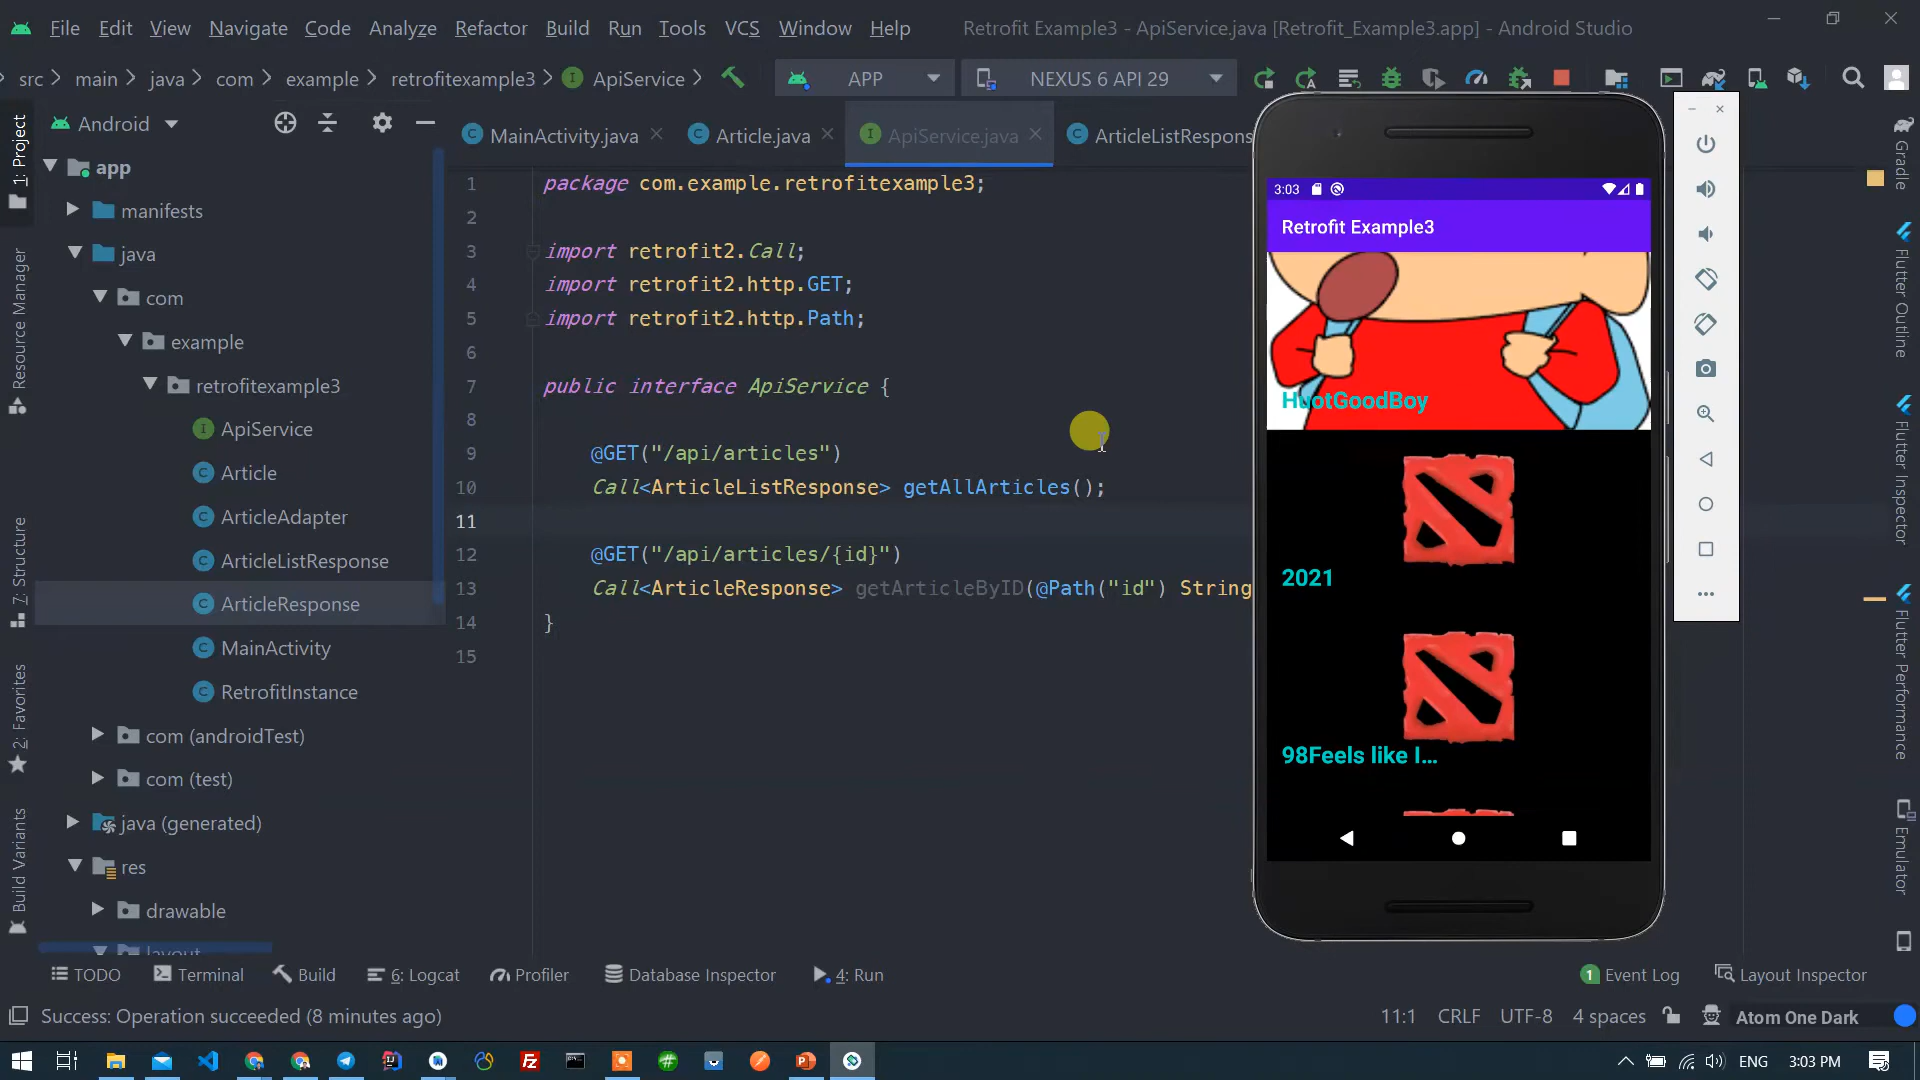 File Edit View Navigate Code Analyze Refactor Build Run Tools VCS Window Help Retrofit Example3 - ApiService.java [Retrofit_Example3.app] - Android Studio
src main java com example retrofitexample3 ApiService APP NEXUS 6 API 29
Android
MainActivity.java Article.java ApiService.java ArticleListRespons
1: Project
Resource Manager
7: Structure
2: Favorites
Build Variants
app
manifests
java
com
example
retrofitexample3
ApiService
Article
ArticleAdapter
ArticleListResponse
ArticleResponse
MainActivity
RetrofitInstance
com (androidTest)
com (test)
java (generated)
res
drawable
layout
1 package com.example.retrofitexample3;
2
3 import retrofit2.Call;
4 import retrofit2.http.GET;
5 import retrofit2.http.Path;
6
7 public interface ApiService {
8
9 @GET("/api/articles")
10 Call<ArticleListResponse> getAllArticles();
11
12 @GET("/api/articles/{id}")
13 Call<ArticleResponse> getArticleByID(@Path("id") String
14 }
15
3:03
Retrofit Example3
HuotGoodBoy
2021
98Feels like I...
Gradle
Flutter Outline
Flutter Inspector
Flutter Performance
Emulator
TODO Terminal Build 6: Logcat Profiler Database Inspector 4: Run 1 Event Log Layout Inspector
Success: Operation succeeded (8 minutes ago) 11:1 CRLF UTF-8 4 spaces Atom One Dark
ENG 3:03 PM